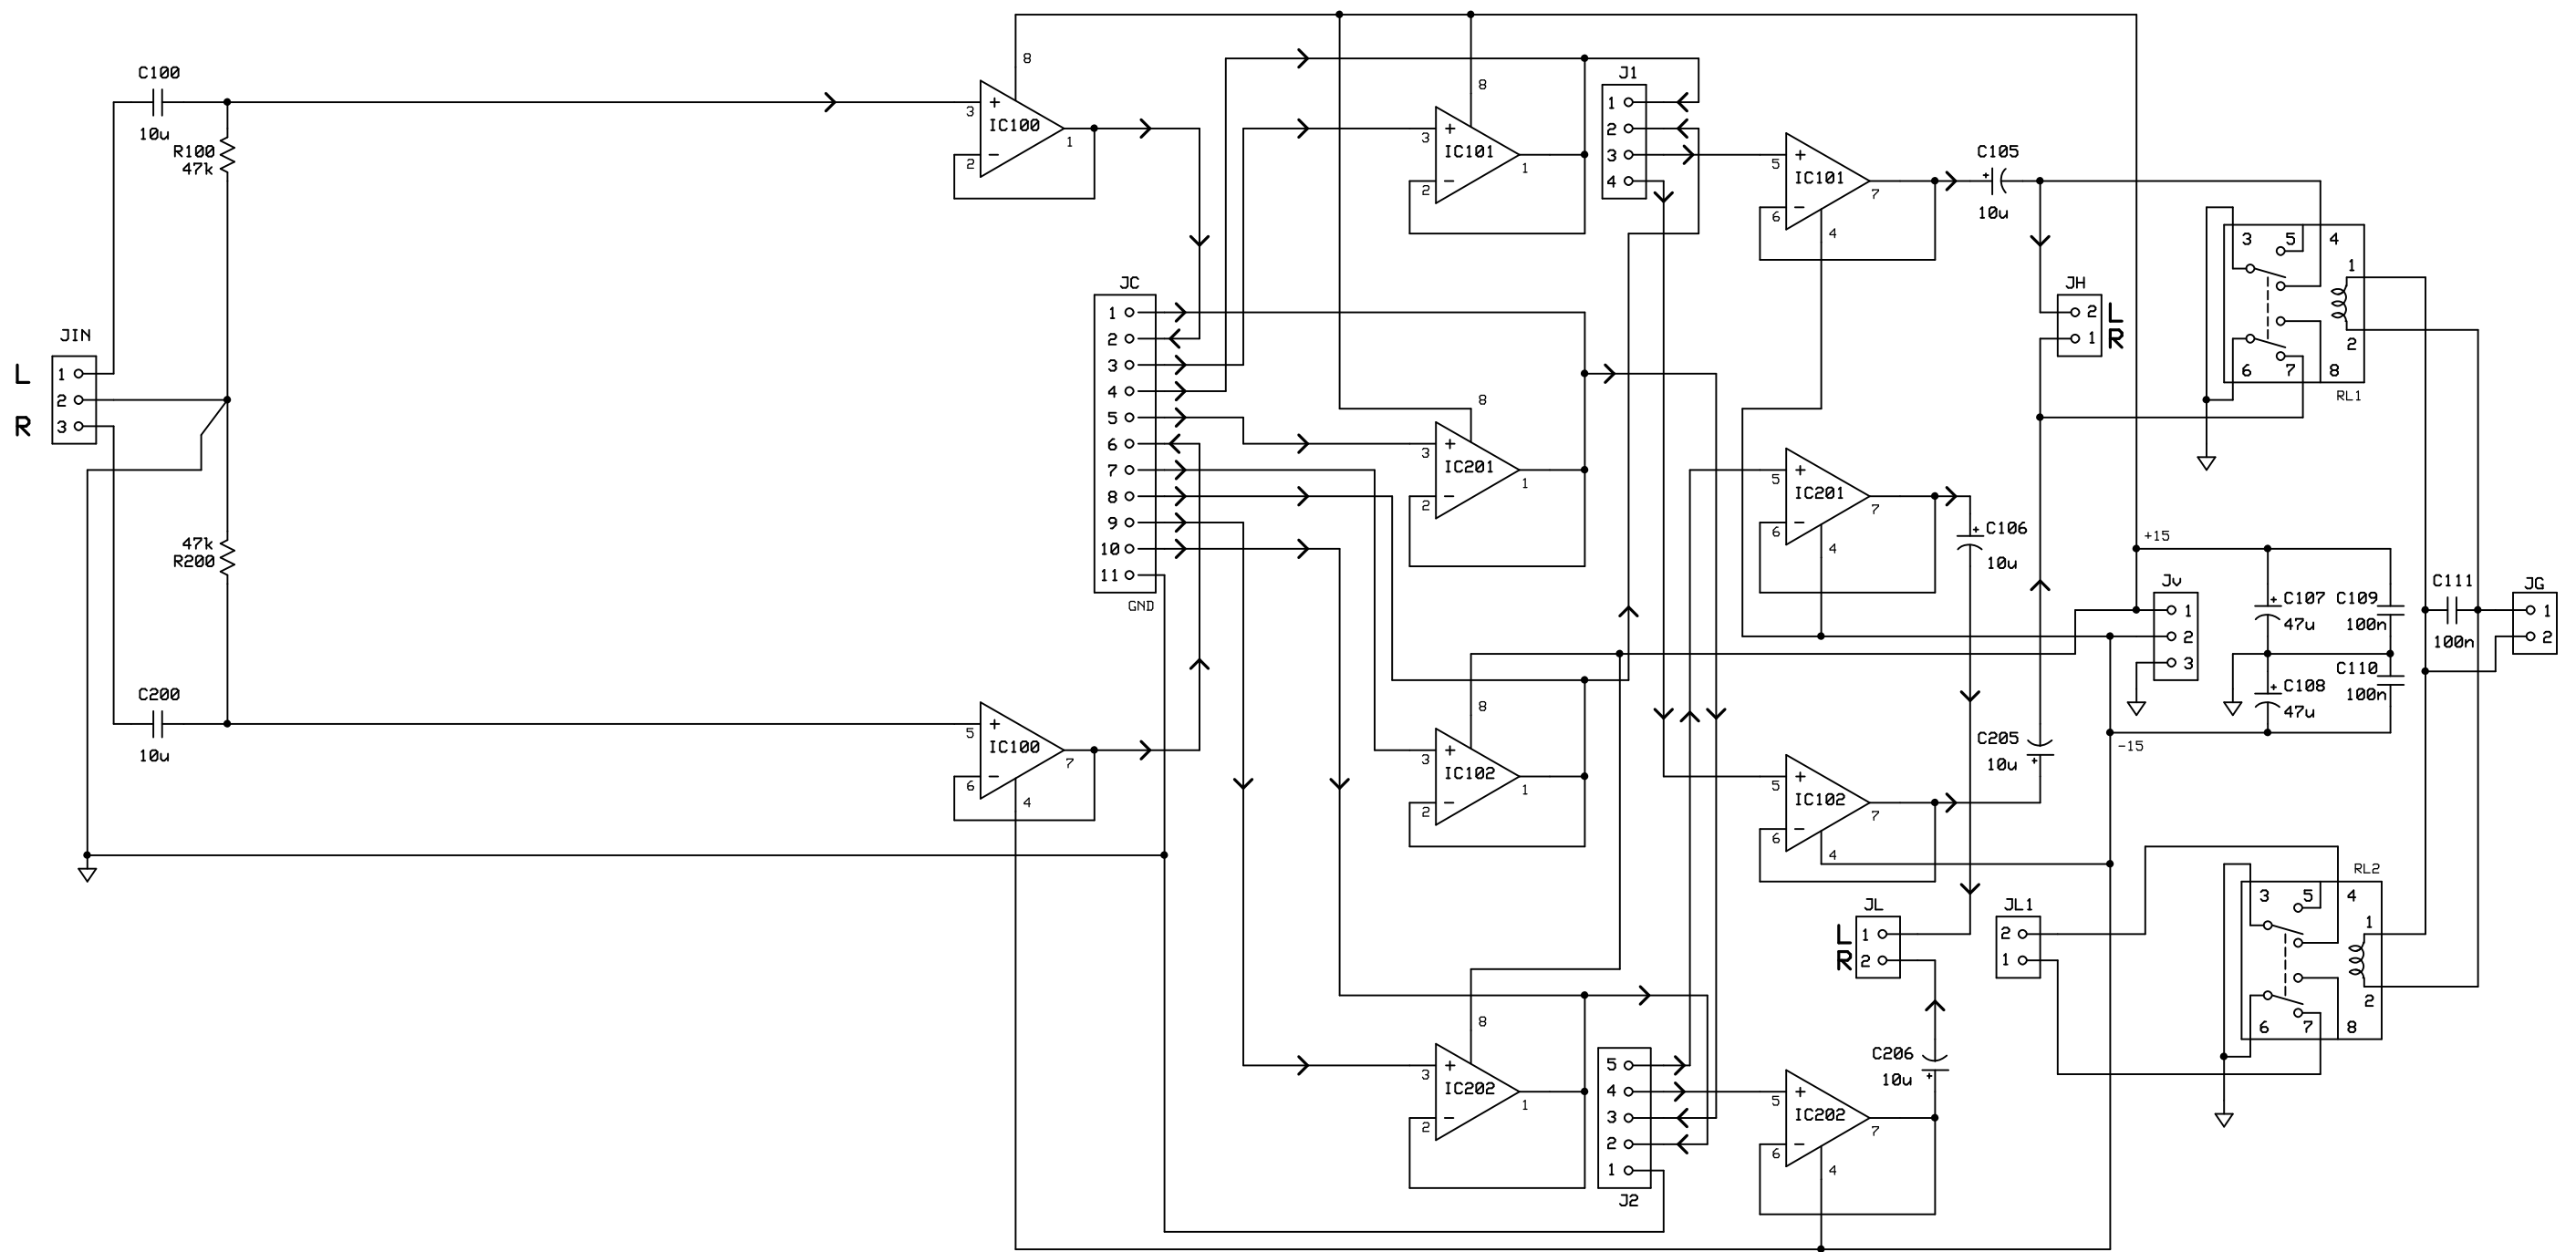 C100
10u
R100
47k
8
3
+
IC100
−
2
1
JIN
L
R
1
2
3
47k
R200
C200
10u
5
+
IC100
−
6
7
4
JC
1
2
3
4
5
6
7
8
9
10
11
GND
8
3
+
IC101
−
2
1
8
3
+
IC201
−
2
1
8
3
+
IC102
−
2
1
8
3
+
IC202
−
2
1
J1
1
2
3
4
5
+
IC101
−
6
7
4
5
+
IC201
−
6
7
4
5
+
IC102
−
6
7
4
5
4
3
2
1
J2
5
+
IC202
−
6
7
4
C105
+
10u
JH
2 L
1 R
+ C106
10u
C205
10u
+
JL
L 1
R 2
JL1
2
1
C206
10u
+
3 5 4
1
2
6 7 8
RL1
+15
Jv
1
2
3
-15
+ C107
47u
C109
100n
+ C108
47u
C110
100n
C111
100n
JG
1
2
RL2
3 5 4
1
2
6 7 8